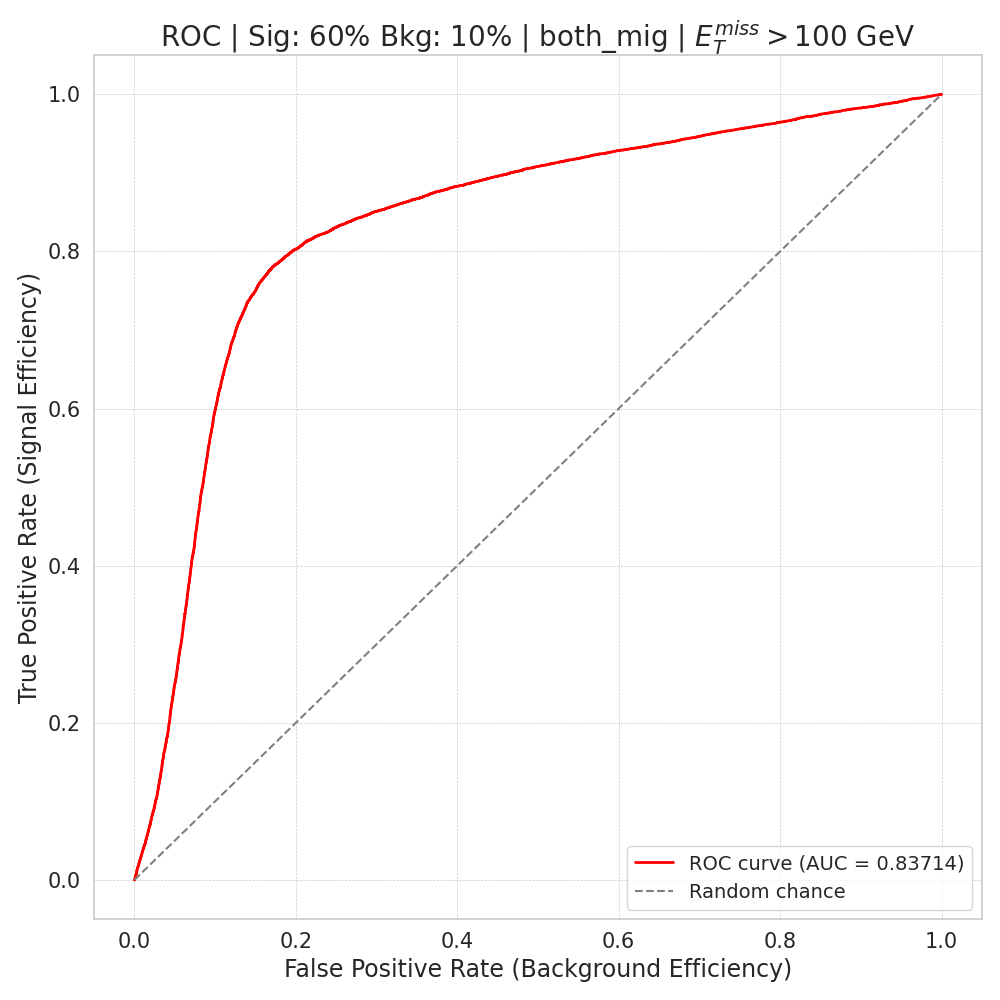 ROC | Sig: 60% Bkg: 10% | both_mig | $E_T^{miss} > 100$ GeV
1.0
0.8
0.6
0.4
0.2
0.0
True Positive Rate (Signal Efficiency)
ROC curve (AUC = 0.83714)
Random chance
0.0 0.2 0.4 0.6 0.8 1.0
False Positive Rate (Background Efficiency)